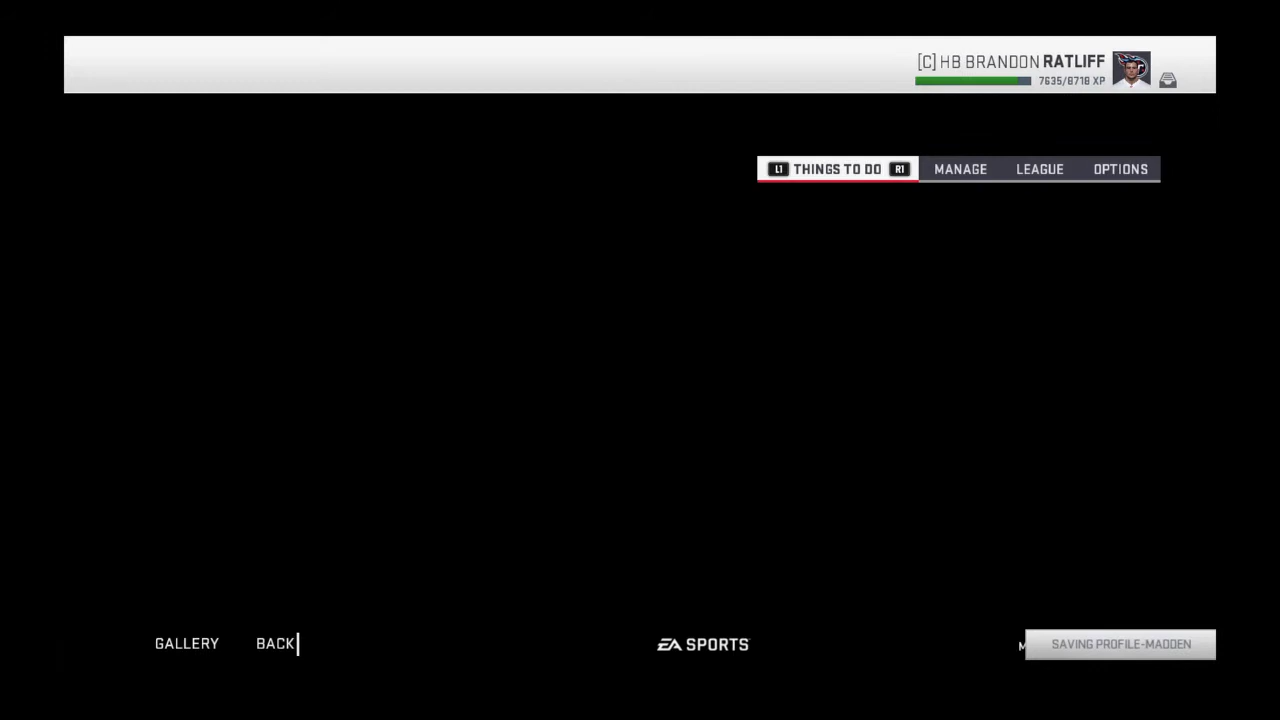 [C] HB BRANDON RATLIFF
7635/8718 XP
L1 THINGS TO DO R1 MANAGE LEAGUE OPTIONS
GALLERY BACK EA SPORTS M SAVING PROFILE-MADDEN